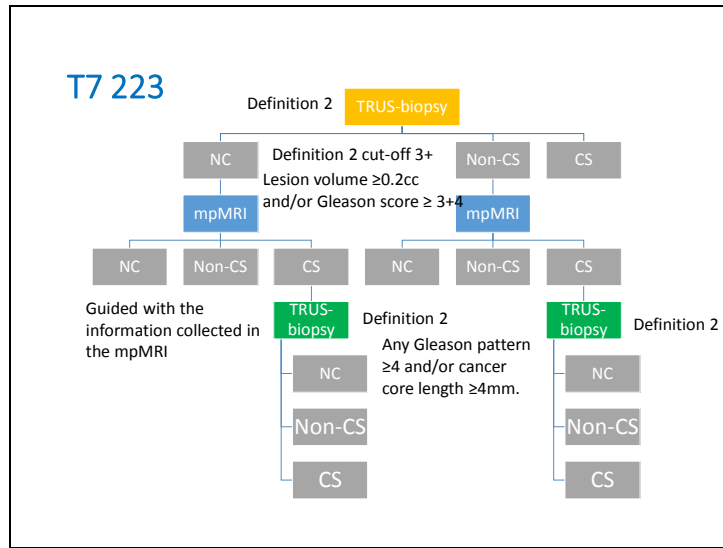 T7 223
Definition 2
TRUS-biopsy
NC
Definition 2 cut-off 3+
Lesion volume ≥0.2cc
and/or Gleason score ≥ 3+4
Non-CS
CS
mpMRI
mpMRI
NC
Non-CS
CS
NC
Non-CS
CS
Guided with the
information collected in
the mpMRI
TRUS-
biopsy
Definition 2
Any Gleason pattern
≥4 and/or cancer
core length ≥4mm.
TRUS-
biopsy
Definition 2
NC
Non-CS
CS
NC
Non-CS
CS